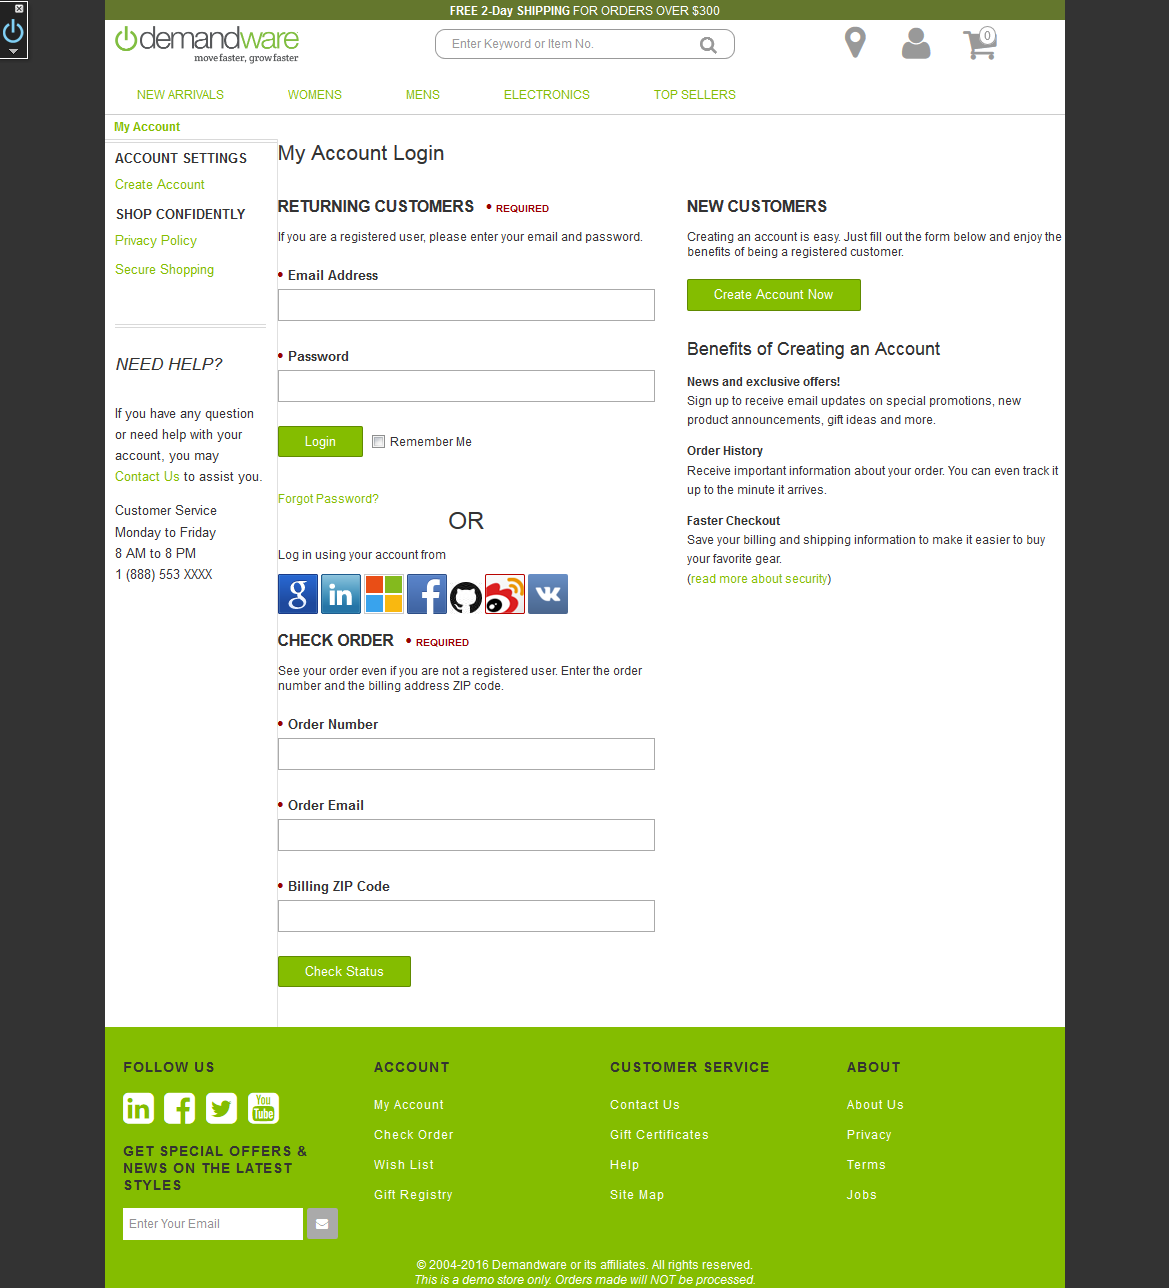 FREE 2-Day SHIPPING FOR ORDERS OVER $300
demandware
move faster, grow faster
Enter Keyword or Item No.
0
NEW ARRIVALS
WOMENS
MENS
ELECTRONICS
TOP SELLERS
My Account
ACCOUNT SETTINGS
Create Account
SHOP CONFIDENTLY
Privacy Policy
Secure Shopping
NEED HELP?
If you have any question
or need help with your
account, you may
Contact Us to assist you.
Customer Service
Monday to Friday
8 AM to 8 PM
1 (888) 553 XXXX
My Account Login
RETURNING CUSTOMERS • REQUIRED
If you are a registered user, please enter your email and password.
• Email Address
• Password
Login
Remember Me
Forgot Password?
OR
Log in using your account from
g
in
f
CHECK ORDER • REQUIRED
See your order even if you are not a registered user. Enter the order
number and the billing address ZIP code.
• Order Number
• Order Email
• Billing ZIP Code
Check Status
NEW CUSTOMERS
Creating an account is easy. Just fill out the form below and enjoy the
benefits of being a registered customer.
Create Account Now
Benefits of Creating an Account
News and exclusive offers!
Sign up to receive email updates on special promotions, new
product announcements, gift ideas and more.
Order History
Receive important information about your order. You can even track it
up to the minute it arrives.
Faster Checkout
Save your billing and shipping information to make it easier to buy
your favorite gear.
(read more about security)
FOLLOW US
in
f
You
Tube
GET SPECIAL OFFERS &
NEWS ON THE LATEST
STYLES
Enter Your Email
ACCOUNT
My Account
Check Order
Wish List
Gift Registry
CUSTOMER SERVICE
Contact Us
Gift Certificates
Help
Site Map
ABOUT
About Us
Privacy
Terms
Jobs
© 2004-2016 Demandware or its affiliates. All rights reserved.
This is a demo store only. Orders made will NOT be processed.